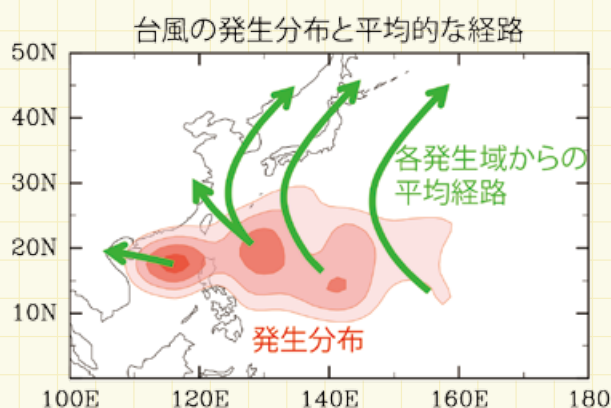 台風の発生分布と平均的な経路
50N
40N
30N
20N
10N
各発生域からの
平均経路
発生分布
100E 120E 140E 160E 180